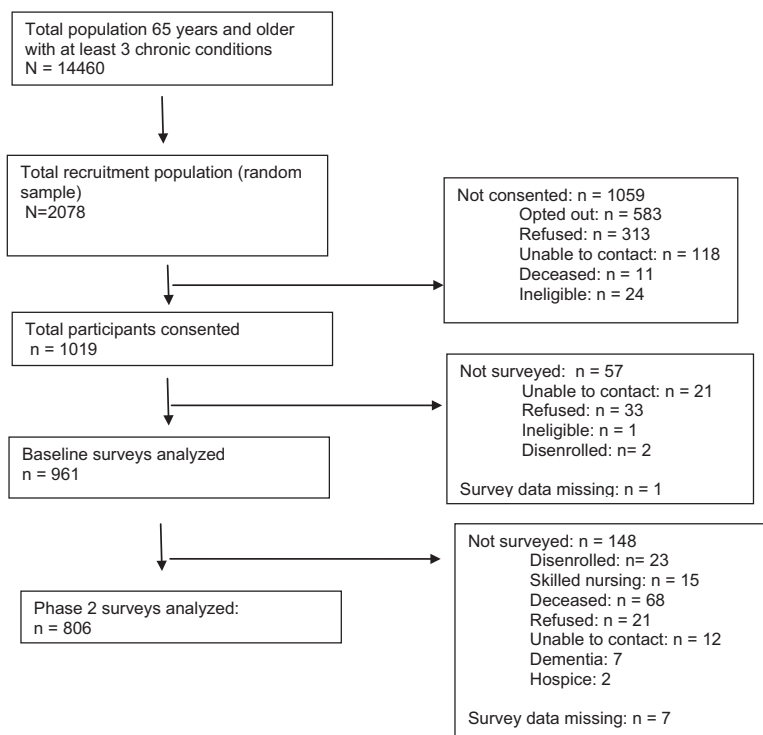 Total population 65 years and older
with at least 3 chronic conditions
N = 14460
Total recruitment population (random
sample)
N=2078
Not consented: n = 1059
Opted out: n = 583
Refused: n = 313
Unable to contact: n = 118
Deceased: n = 11
Ineligible: n = 24
Total participants consented
n = 1019
Not surveyed:  n = 57
Unable to contact: n = 21
Refused: n = 33
Ineligible: n = 1
Disenrolled: n= 2
Survey data missing: n = 1
Baseline surveys analyzed
n = 961
Not surveyed: n = 148
Disenrolled: n= 23
Skilled nursing: n = 15
Deceased: n = 68
Refused: n = 21
Unable to contact: n = 12
Dementia: 7
Hospice: 2
Survey data missing: n = 7
Phase 2 surveys analyzed:
n = 806